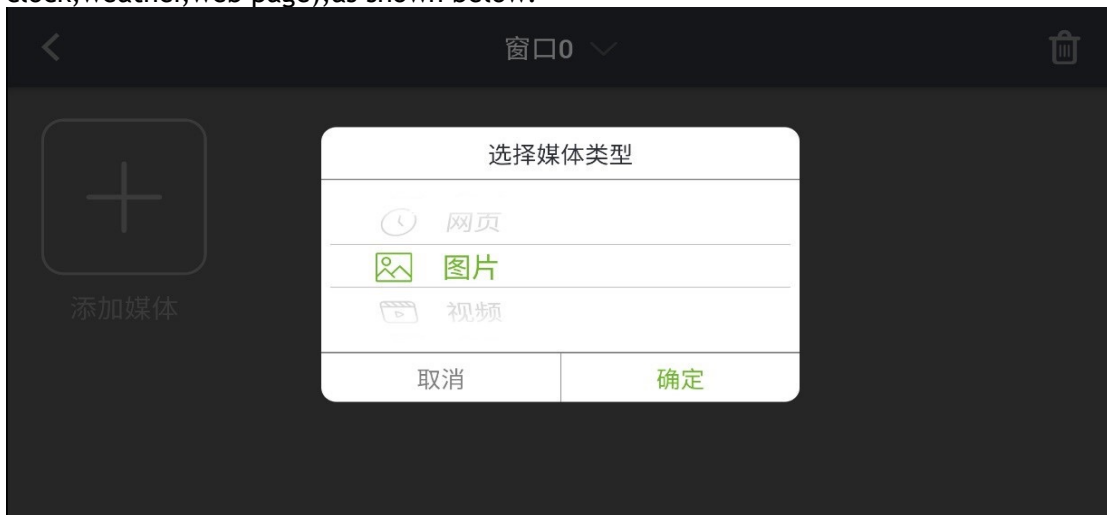 clock,weather,web page),as shown below:
窗口0
选择媒体类型
网页
图片
添加媒体
视频
取消
确定